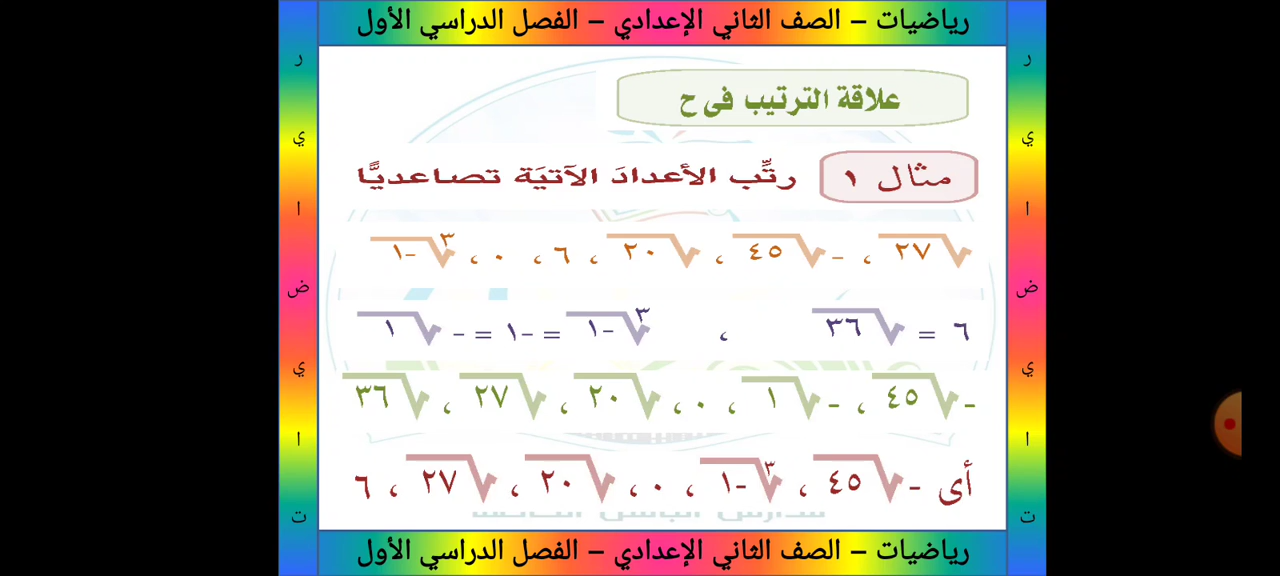 رياضيات – الصف الثاني الإعدادي – الفصل الدراسي الأول
علاقة الترتيب فى ح
مثال ١ رتِّب الأعدادَ الآتيَة تصاعديًّا
√٢٧ ، -√٤٥ ، √٢٠ ، ٦ ، ٠ ، ∛-١
٦ = √٣٦ ، ∛-١ = -١ = -√١
-√٤٥ ، -√١ ، ٠ ، √٢٠ ، √٢٧ ، √٣٦
أى -√٤٥ ، ∛-١ ، ٠ ، √٢٠ ، √٢٧ ، ٦
رياضيات – الصف الثاني الإعدادي – الفصل الدراسي الأول
ر ي ا ض ي ا ت
ر ي ا ض ي ا ت